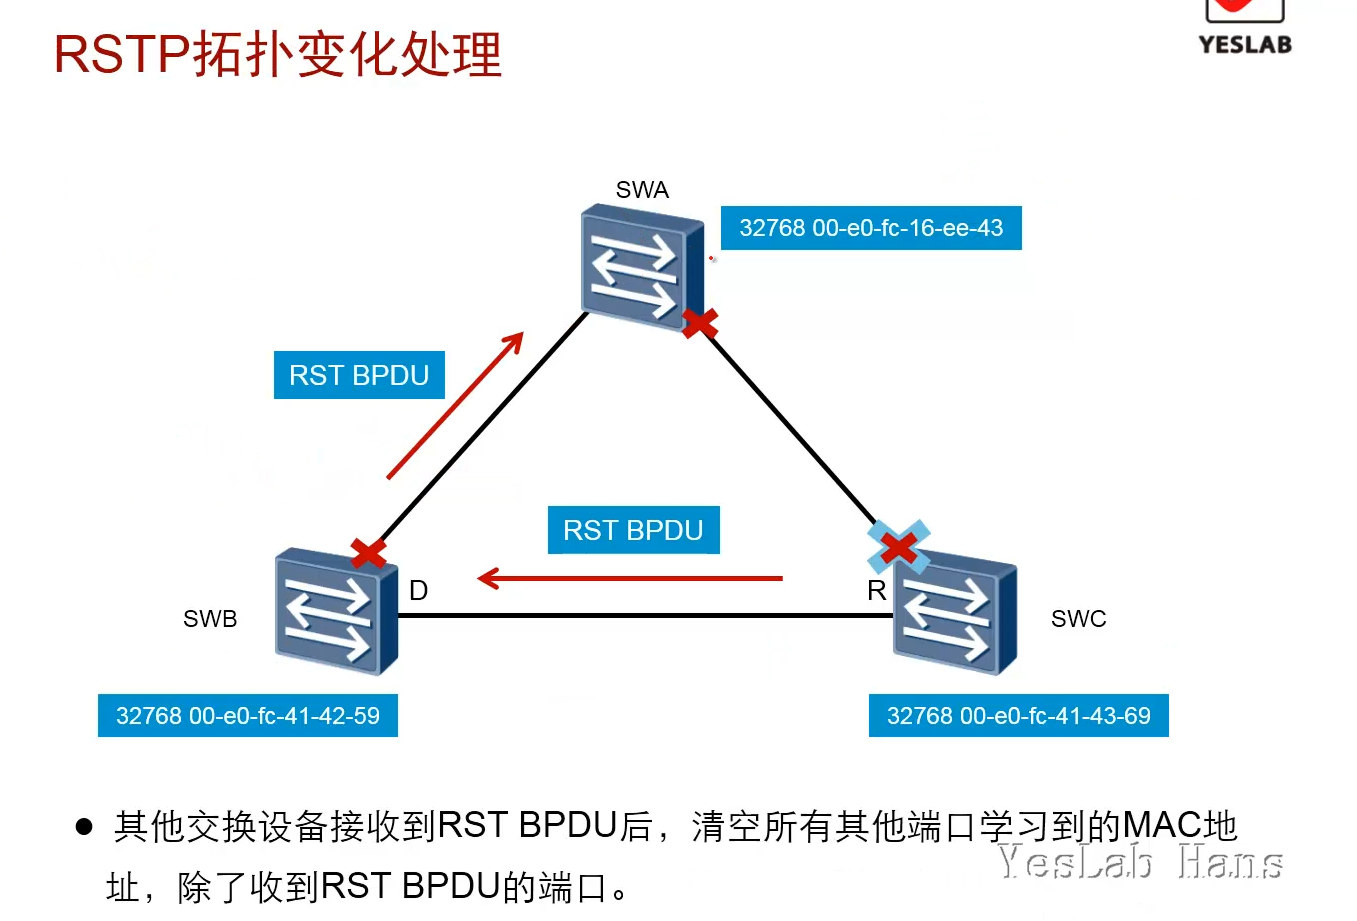 YESLAB
RSTP拓扑变化处理
SWA
32768 00-e0-fc-16-ee-43
RST BPDU
RST BPDU
D
R
SWB
SWC
32768 00-e0-fc-41-42-59
32768 00-e0-fc-41-43-69
● 其他交换设备接收到RST BPDU后，清空所有其他端口学习到的MAC地
址，除了收到RST BPDU的端口。
YesLab Hans